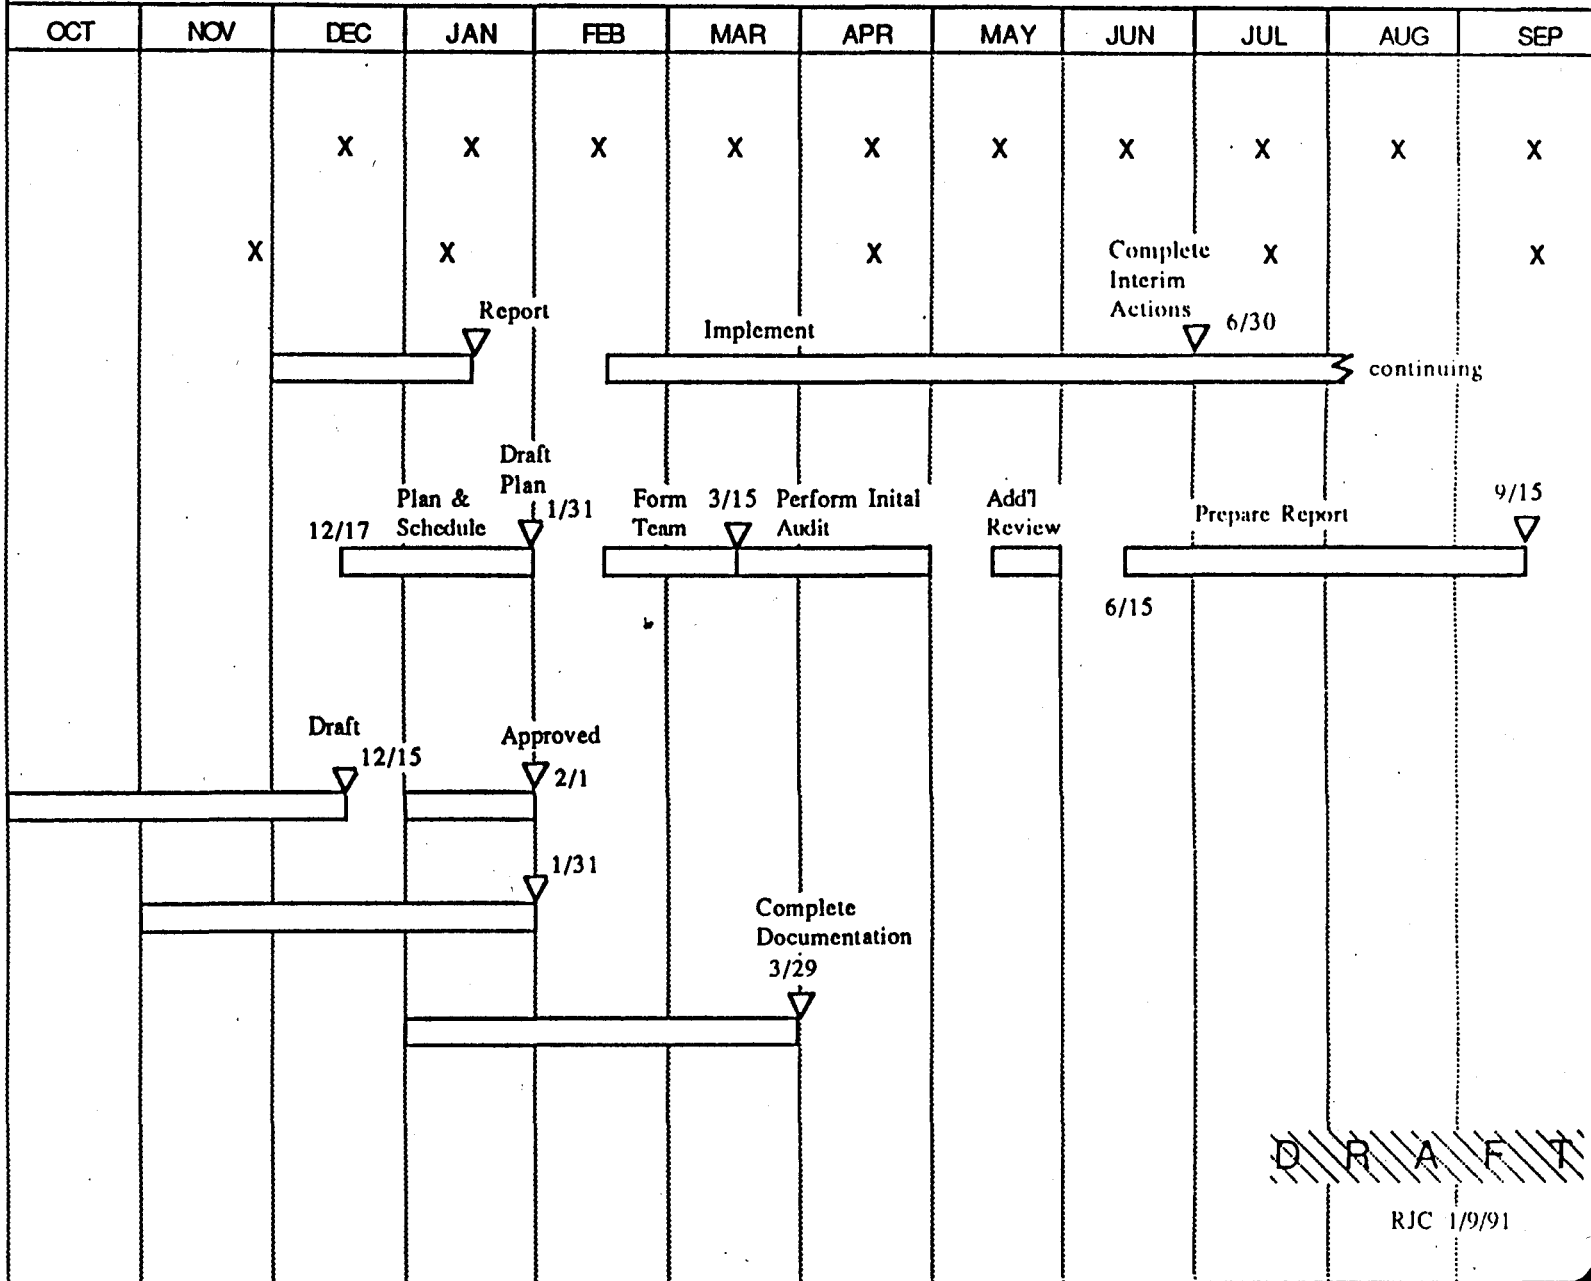 OCT NOV DEC JAN FEB MAR APR MAY JUN JUL AUG SEP
X X X X X X X X X X
X X X X X
Complete
Interim
Actions
6/30
Report
Implement
continuing
Draft
Plan
1/31
12/17
Plan &
Schedule
Form
Team
3/15
Perform Inital
Audit
Add'l
Review
Prepare Report
9/15
6/15
Draft
12/15
Approved
2/1
1/31
Complete
Documentation
3/29
D R A F T
RJC 1/9/91